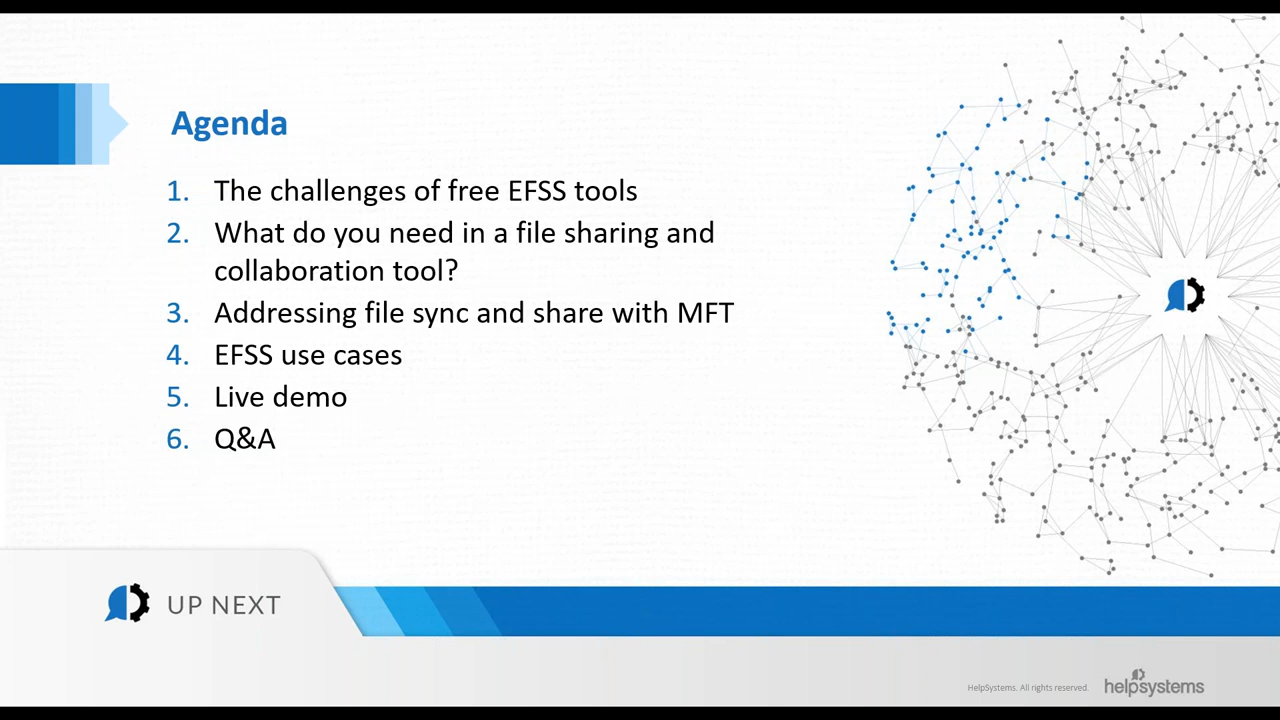 Agenda
1. The challenges of free EFSS tools
2. What do you need in a file sharing and
collaboration tool?
3. Addressing file sync and share with MFT
4. EFSS use cases
5. Live demo
6. Q&A
UP NEXT
HelpSystems. All rights reserved.
helpsystems